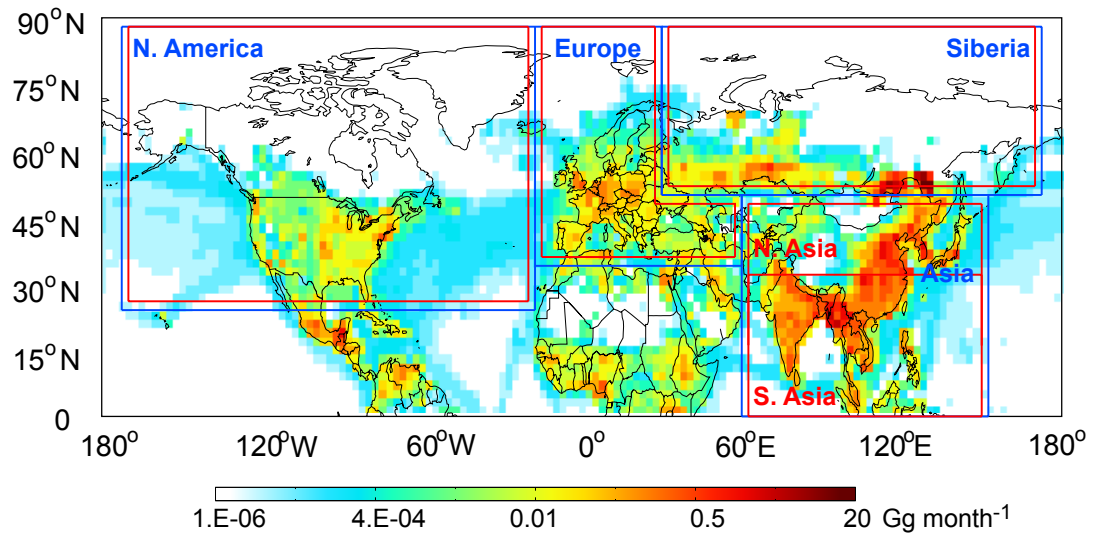 90°N
N. America Europe Siberia
75°N
60°N
45°N
N. Asia
Asia
30°N
15°N
S. Asia
0
180° 120°W 60°W 0° 60°E 120°E 180°
1.E-06 4.E-04 0.01 0.5 20 Gg month-1